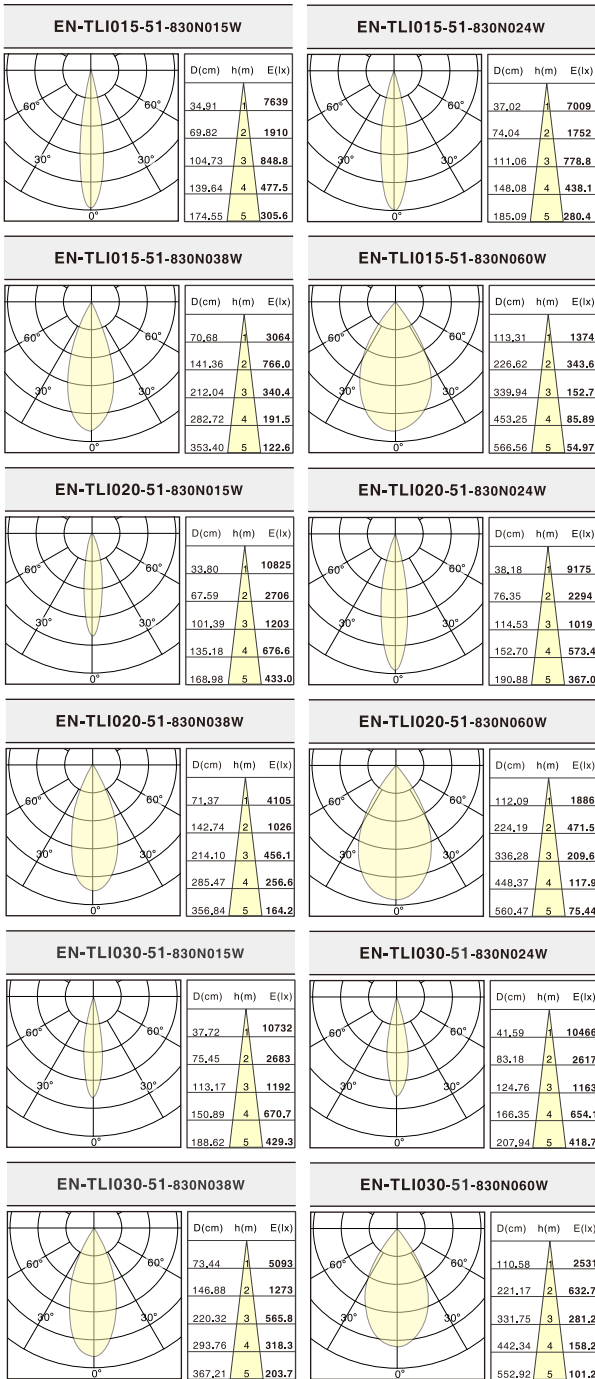 EN-TLI015-51-830N015W
60° 60°
30° 30°
0°
D(cm) h(m) E(lx)
34.91 1 7639
69.82 2 1910
104.73 3 848.8
139.64 4 477.5
174.55 5 305.6
EN-TLI015-51-830N024W
60° 60°
30° 30°
0°
D(cm) h(m) E(lx)
37.02 1 7009
74.04 2 1752
111.06 3 778.8
148.08 4 438.1
185.09 5 280.4
EN-TLI015-51-830N038W
60° 60°
30° 30°
0°
D(cm) h(m) E(lx)
70.68 1 3064
141.36 2 766.0
212.04 3 340.4
282.72 4 191.5
353.40 5 122.6
EN-TLI015-51-830N060W
60° 60°
30° 30°
0°
D(cm) h(m) E(lx)
113.31 1 1374
226.62 2 343.6
339.94 3 152.7
453.25 4 85.89
566.56 5 54.97
EN-TLI020-51-830N015W
60° 60°
30° 30°
0°
D(cm) h(m) E(lx)
33.80 1 10825
67.59 2 2706
101.39 3 1203
135.18 4 676.6
168.98 5 433.0
EN-TLI020-51-830N024W
60° 60°
30° 30°
0°
D(cm) h(m) E(lx)
38.18 1 9175
76.35 2 2294
114.53 3 1019
152.70 4 573.4
190.88 5 367.0
EN-TLI020-51-830N038W
60° 60°
30° 30°
0°
D(cm) h(m) E(lx)
71.37 1 4105
142.74 2 1026
214.10 3 456.1
285.47 4 256.6
356.84 5 164.2
EN-TLI020-51-830N060W
60° 60°
30° 30°
0°
D(cm) h(m) E(lx)
112.09 1 1886
224.19 2 471.5
336.28 3 209.6
448.37 4 117.9
560.47 5 75.44
EN-TLI030-51-830N015W
60° 60°
30° 30°
0°
D(cm) h(m) E(lx)
37.72 1 10732
75.45 2 2683
113.17 3 1192
150.89 4 670.7
188.62 5 429.3
EN-TLI030-51-830N024W
60° 60°
30° 30°
0°
D(cm) h(m) E(lx)
41.59 1 10466
83.18 2 2617
124.76 3 1163
166.35 4 654.1
207.94 5 418.7
EN-TLI030-51-830N038W
60° 60°
30° 30°
0°
D(cm) h(m) E(lx)
73.44 1 5093
146.88 2 1273
220.32 3 565.8
293.76 4 318.3
367.21 5 203.7
EN-TLI030-51-830N060W
60° 60°
30° 30°
0°
D(cm) h(m) E(lx)
110.58 1 2531
221.17 2 632.7
331.75 3 281.2
442.34 4 158.2
552.92 5 101.2